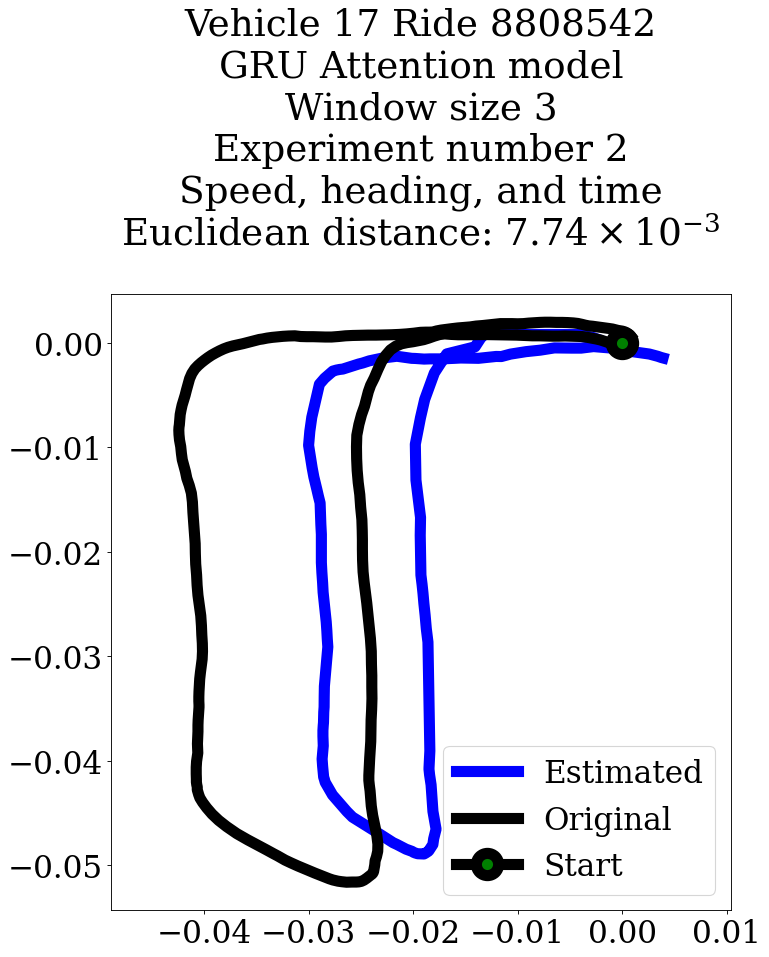 Vehicle 17 Ride 8808542
GRU Attention model
Window size 3
Experiment number 2
Speed, heading, and time
Euclidean distance: 7.74 × 10⁻³
0.00
−0.01
−0.02
−0.03
−0.04
−0.05
Estimated
Original
Start
−0.04 −0.03 −0.02 −0.01 0.00 0.01